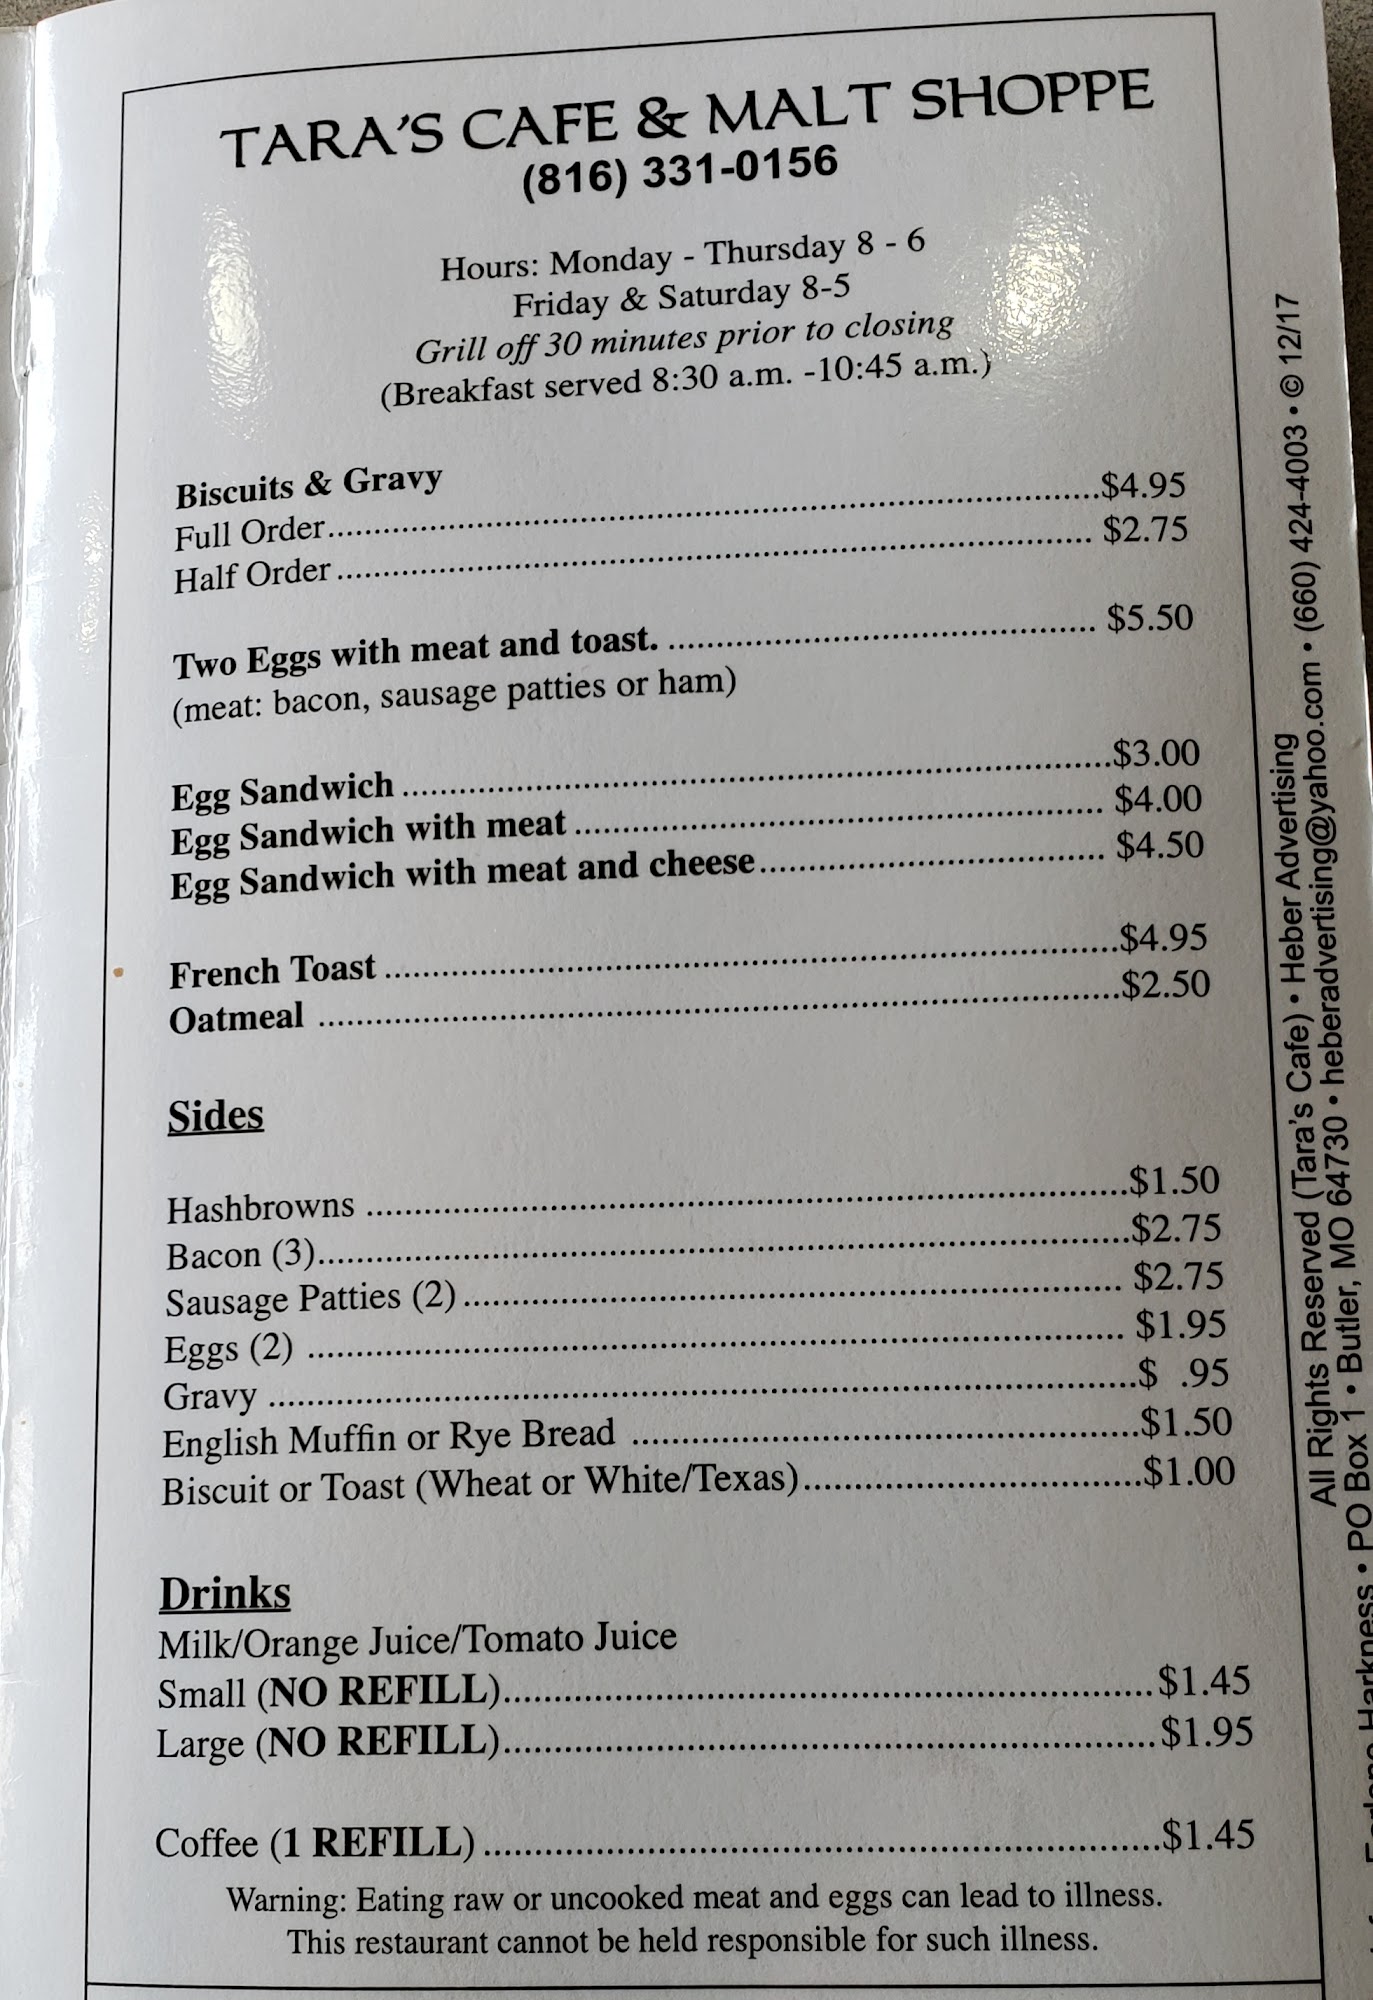 TARA'S CAFE & MALT SHOPPE
(816) 331-0156
Hours: Monday - Thursday 8 - 6
Friday & Saturday 8-5
Grill off 30 minutes prior to closing
(Breakfast served 8:30 a.m. -10:45 a.m.)
Biscuits & Gravy
Full Order $4.95
Half Order $2.75
Two Eggs with meat and toast. $5.50
(meat: bacon, sausage patties or ham)
Egg Sandwich $3.00
Egg Sandwich with meat $4.00
Egg Sandwich with meat and cheese $4.50
French Toast $4.95
Oatmeal $2.50
Sides
Hashbrowns $1.50
Bacon (3) $2.75
Sausage Patties (2) $2.75
Eggs (2) $1.95
Gravy $ .95
English Muffin or Rye Bread $1.50
Biscuit or Toast (Wheat or White/Texas) $1.00
Drinks
Milk/Orange Juice/Tomato Juice
Small (NO REFILL) $1.45
Large (NO REFILL) $1.95
Coffee (1 REFILL) $1.45
Warning: Eating raw or uncooked meat and eggs can lead to illness.
This restaurant cannot be held responsible for such illness.
All Rights Reserved (Tara's Cafe) • Heber Advertising
Harkness • PO Box 1 • Butler, MO 64730 • heberadvertising@yahoo.com • (660) 424-4003 • © 12/17